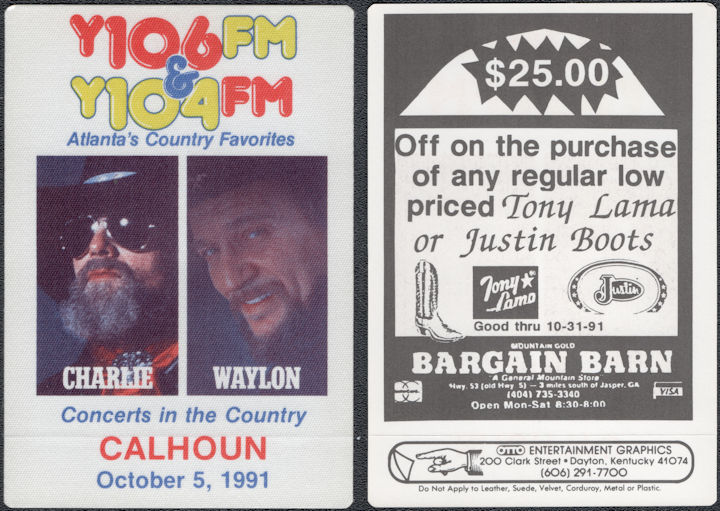 Y106FM
&
Y104FM
Atlanta's Country Favorites
CHARLIE
WAYLON
Concerts in the Country
CALHOUN
October 5, 1991
$25.00
Off on the purchase
of any regular low
priced Tony Lama
or Justin Boots
Tony
Lama
Justin
Good thru 10-31-91
MOUNTAIN GOLD
BARGAIN BARN
A General Mountain Store
Hwy. 53 (old Hwy. 5) — 3 miles south of Jasper, GA
(404) 735-3340
Open Mon-Sat 8:30-8:00
VISA
OTTO ENTERTAINMENT GRAPHICS
200 Clark Street • Dayton, Kentucky 41074
(606) 291-7700
Do Not Apply to Leather, Suede, Velvet, Corduroy, Metal or Plastic.